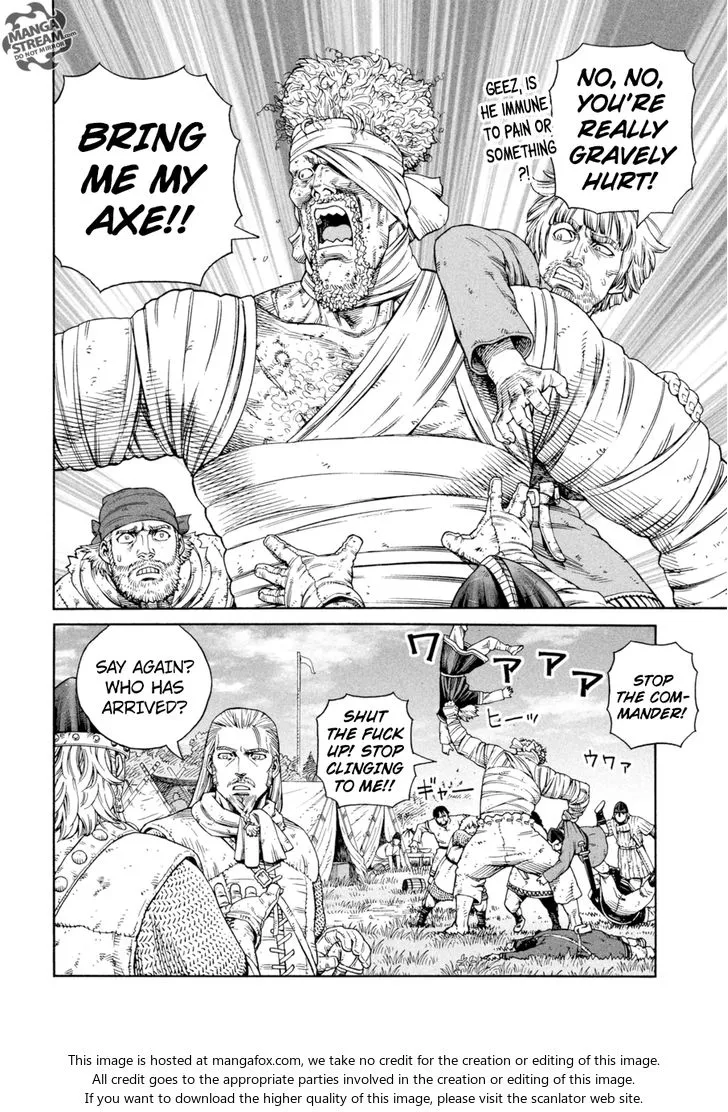 MANGA
STREAM
DO NOT MIRROR
NO, NO,
YOU'RE
REALLY
GRAVELY
HURT!
GEEZ, IS
HE IMMUNE
TO PAIN OR
SOMETHING
?!
BRING
ME MY
AXE!!
STOP
THE COM-
MANDER!
ワァァァ
ヒーッ
ウワァ
ギャー
SHUT
THE FUCK
UP! STOP
CLINGING
TO ME!!
SAY AGAIN?
WHO HAS
ARRIVED?
This image is hosted at mangafox.com, we take no credit for the creation or editing of this image.
All credit goes to the appropriate parties involved in the creation or editing of this image.
If you want to download the higher quality of this image, please visit the scanlator web site.